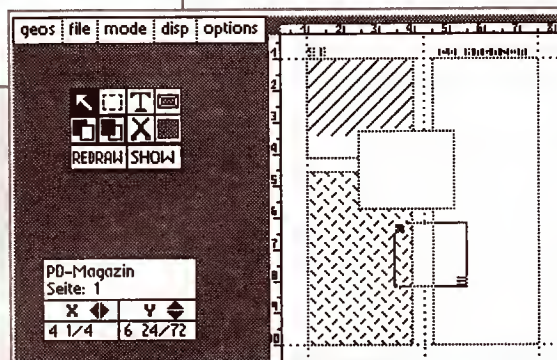 geos file mode disp options
REDRAW SHOW
PD-Magazin
Seite: 1
X Y
4 1/4 6 24/72